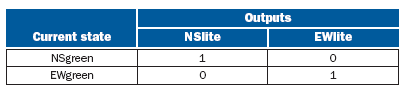 Outputs
Current state NSlite EWlite
NSgreen 1 0
EWgreen 0 1